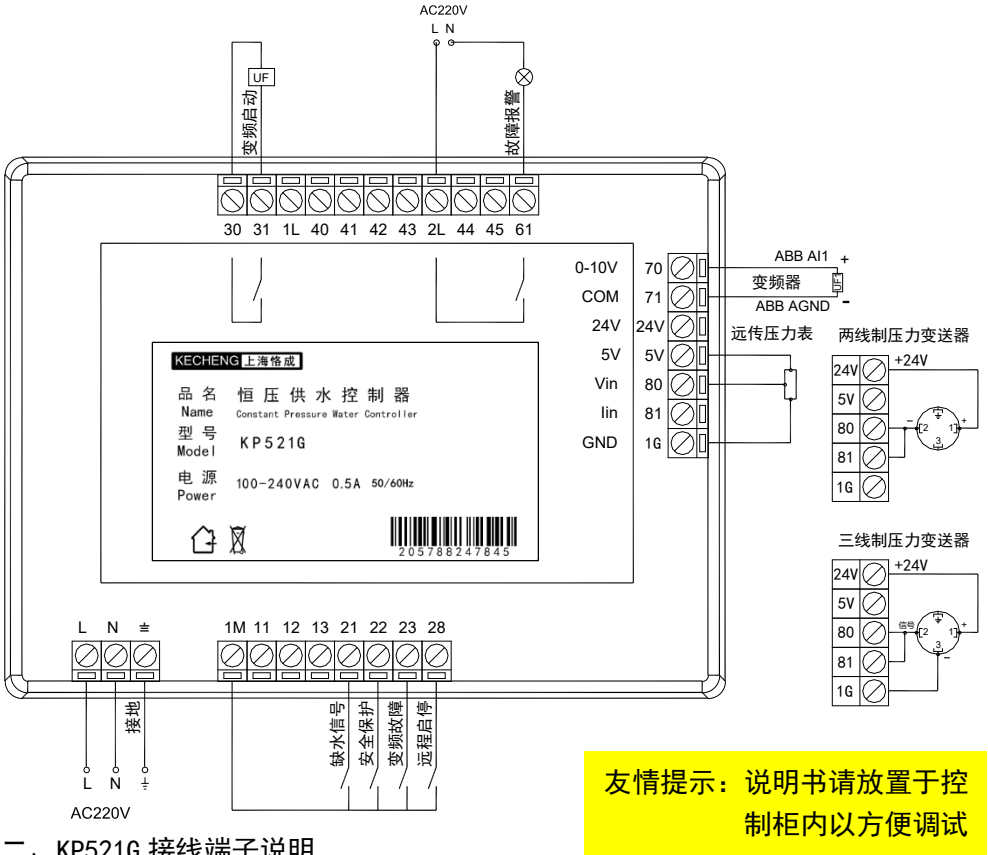 AC220V
L N
UF
变频启动
故障报警
30 31 1L 40 41 42 43 2L 44 45 61
0-10V 70
COM 71
24V 24V
5V 5V
Vin 80
Iin 81
GND 1G
ABB AI1 +
变频器
UF1
ABB AGND -
远传压力表
两线制压力变送器
24V +24V
5V
80 - 2 1 +
3
81
1G
三线制压力变送器
24V +24V
5V
80 信号 2 1 +
3
81 -
1G
KECHENG 上海恪成
品名 恒压供水控制器
Name Constant Pressure Water Controller
型号 KP521G
Model
电源 100-240VAC 0.5A 50/60Hz
Power
205788247845
L N
1M 11 12 13 21 22 23 28
接地
缺水信号
安全保护
变频故障
远程启停
L N
AC220V
友情提示：说明书请放置于控
制柜内以方便调试
二、KP521G 接线端子说明